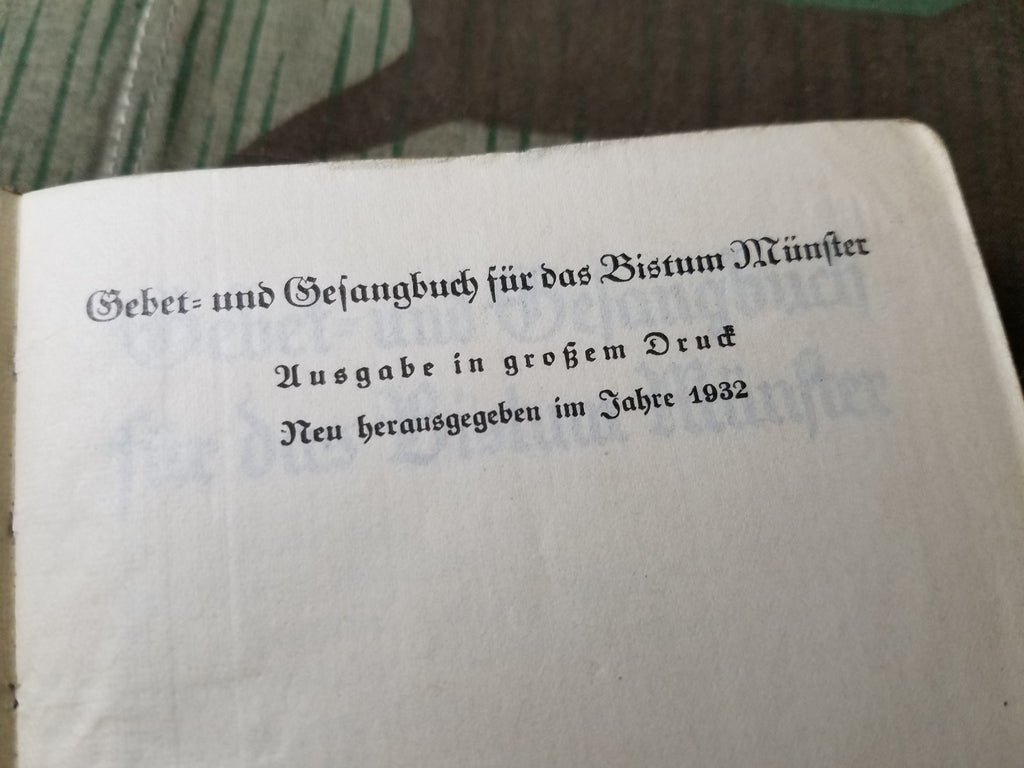 Gebet- und Geſangbuch für das Bistum Münſter
Ausgabe in großem Druck
Neu herausgegeben im Jahre 1932